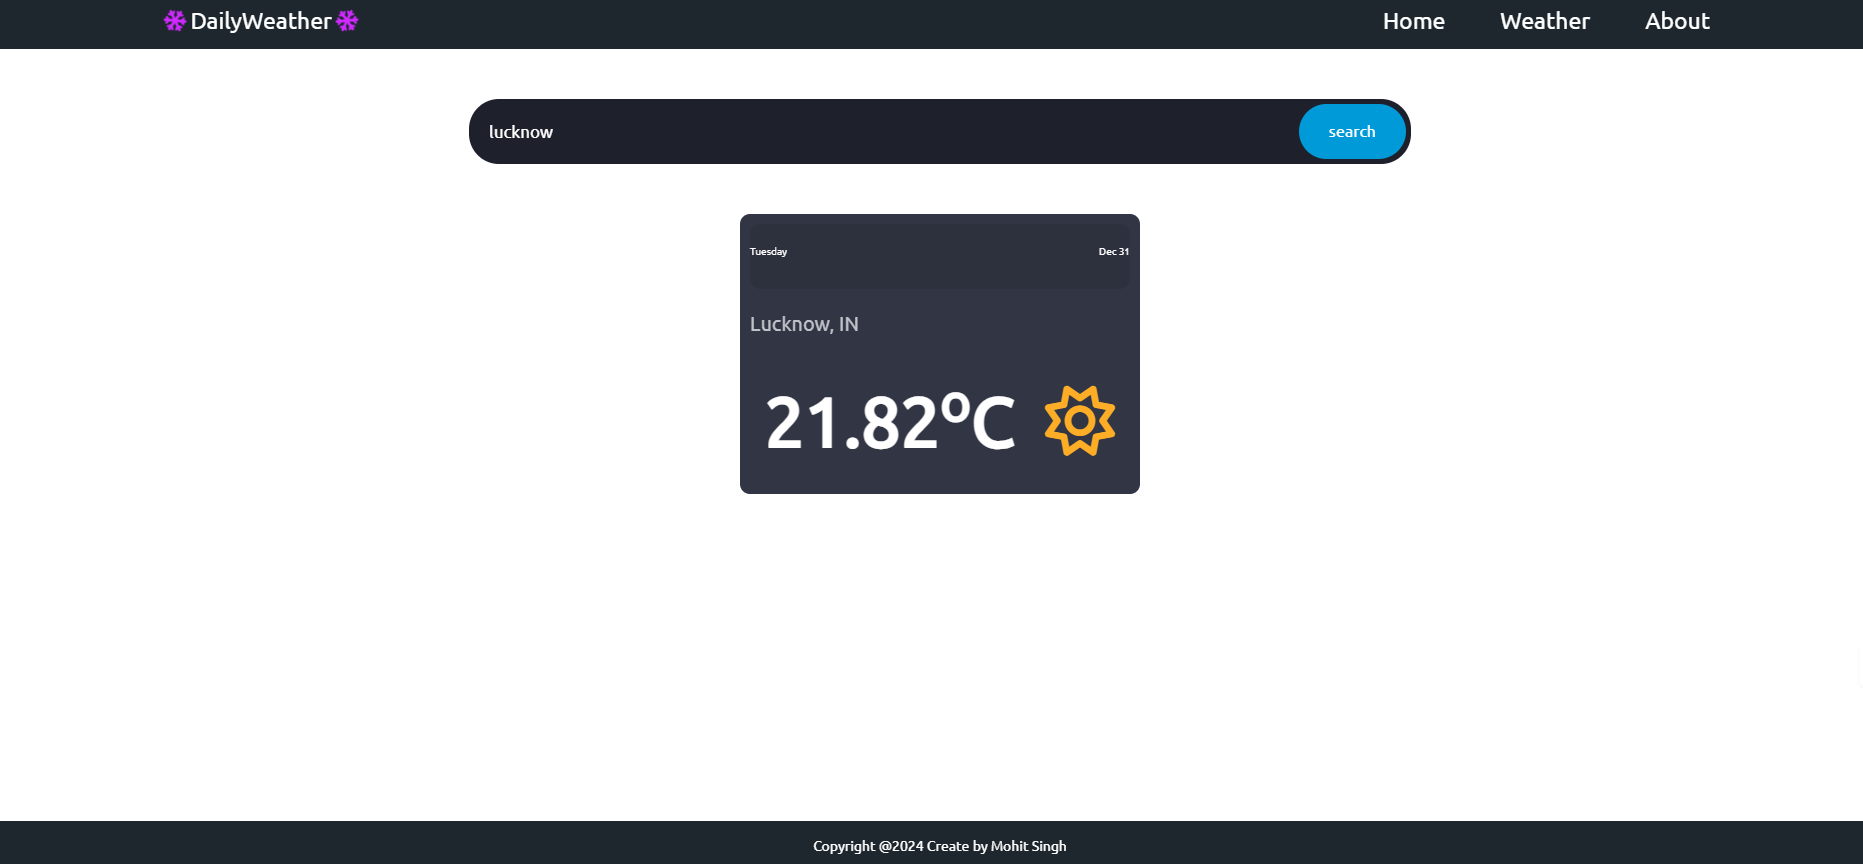 DailyWeather Home Weather About
lucknow search
Tuesday Dec 31
Lucknow, IN
21.82°C
Copyright @2024 Create by Mohit Singh